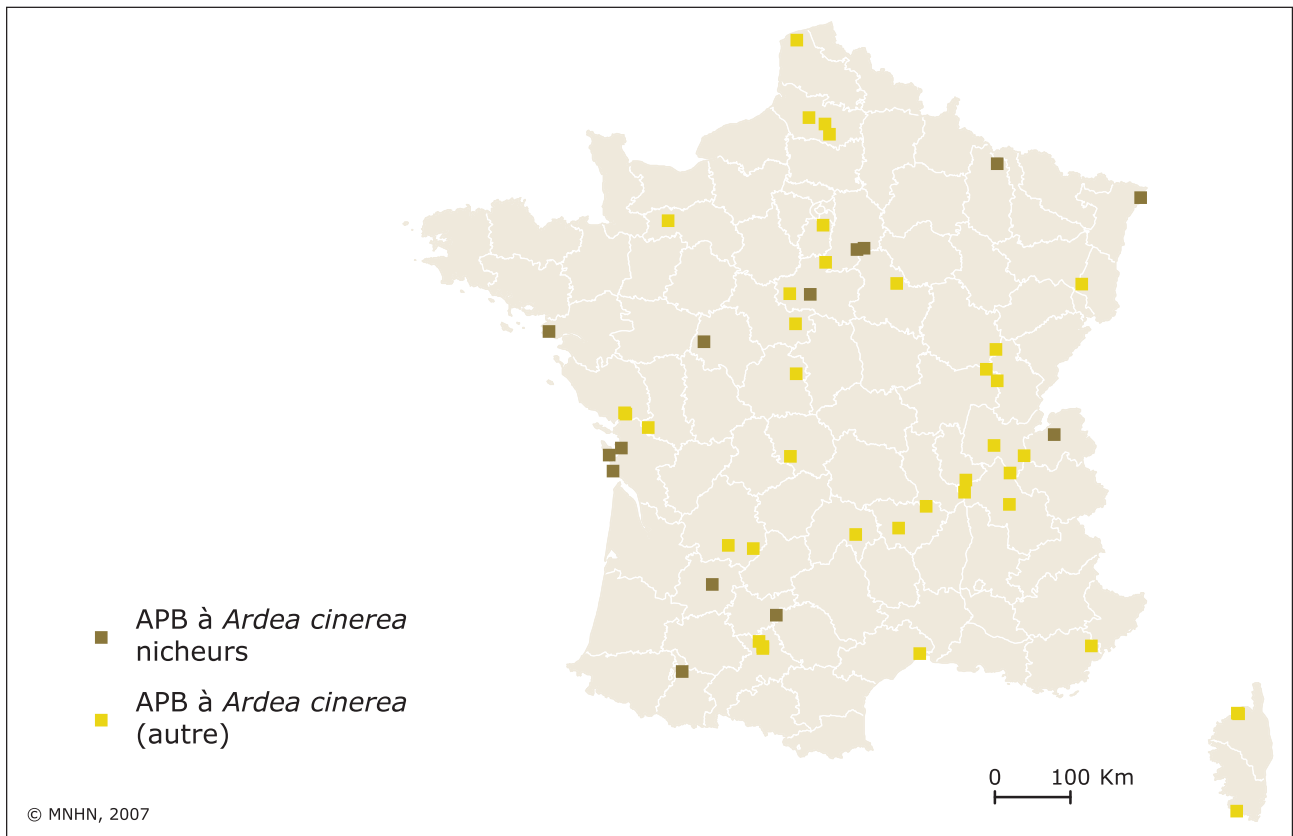 APB à Ardea cinerea
nicheurs
APB à Ardea cinerea
(autre)
0 100 Km
© MNHN, 2007